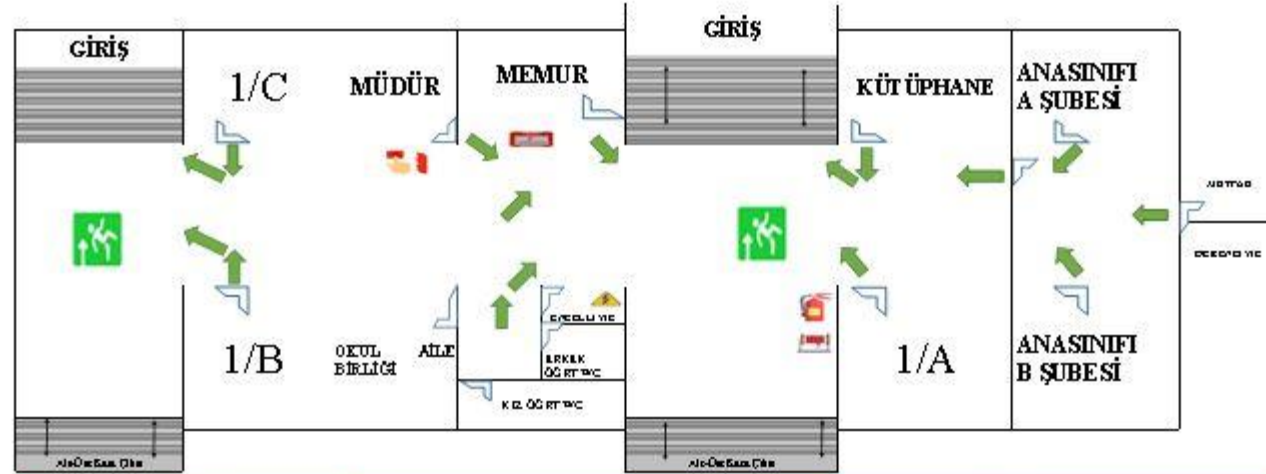 GİRİŞ
1/C
MÜDÜR
MEMUR
GİRİŞ
KÜTÜPHANE
ANASINIFI
A ŞUBESİ
1/B
OKUL AİLE
BİRLİĞİ
ERKEK
ÖĞRT WC
KIZ ÖĞRT WC
1/A
ANASINIFI
B ŞUBESİ